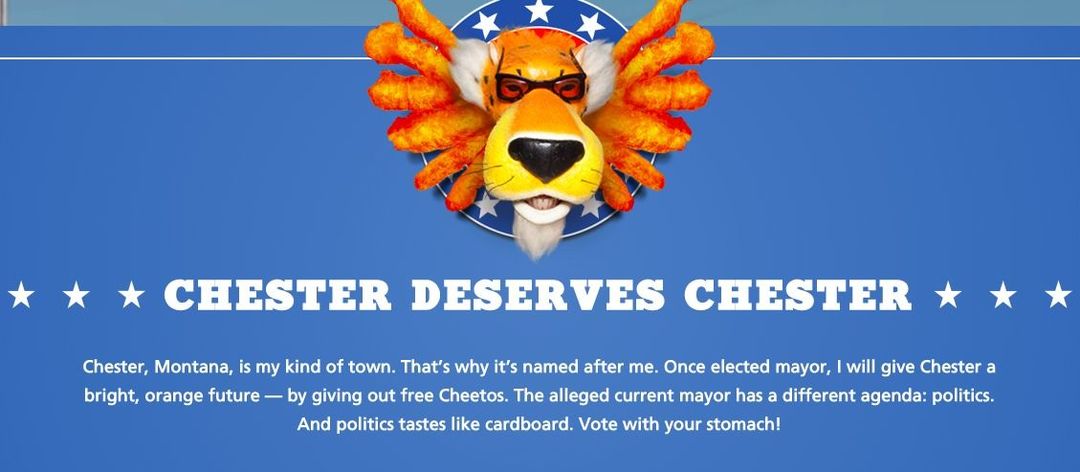 CHESTER DESERVES CHESTER
Chester, Montana, is my kind of town. That's why it's named after me. Once elected mayor, I will give Chester a
bright, orange future — by giving out free Cheetos. The alleged current mayor has a different agenda: politics.
And politics tastes like cardboard. Vote with your stomach!